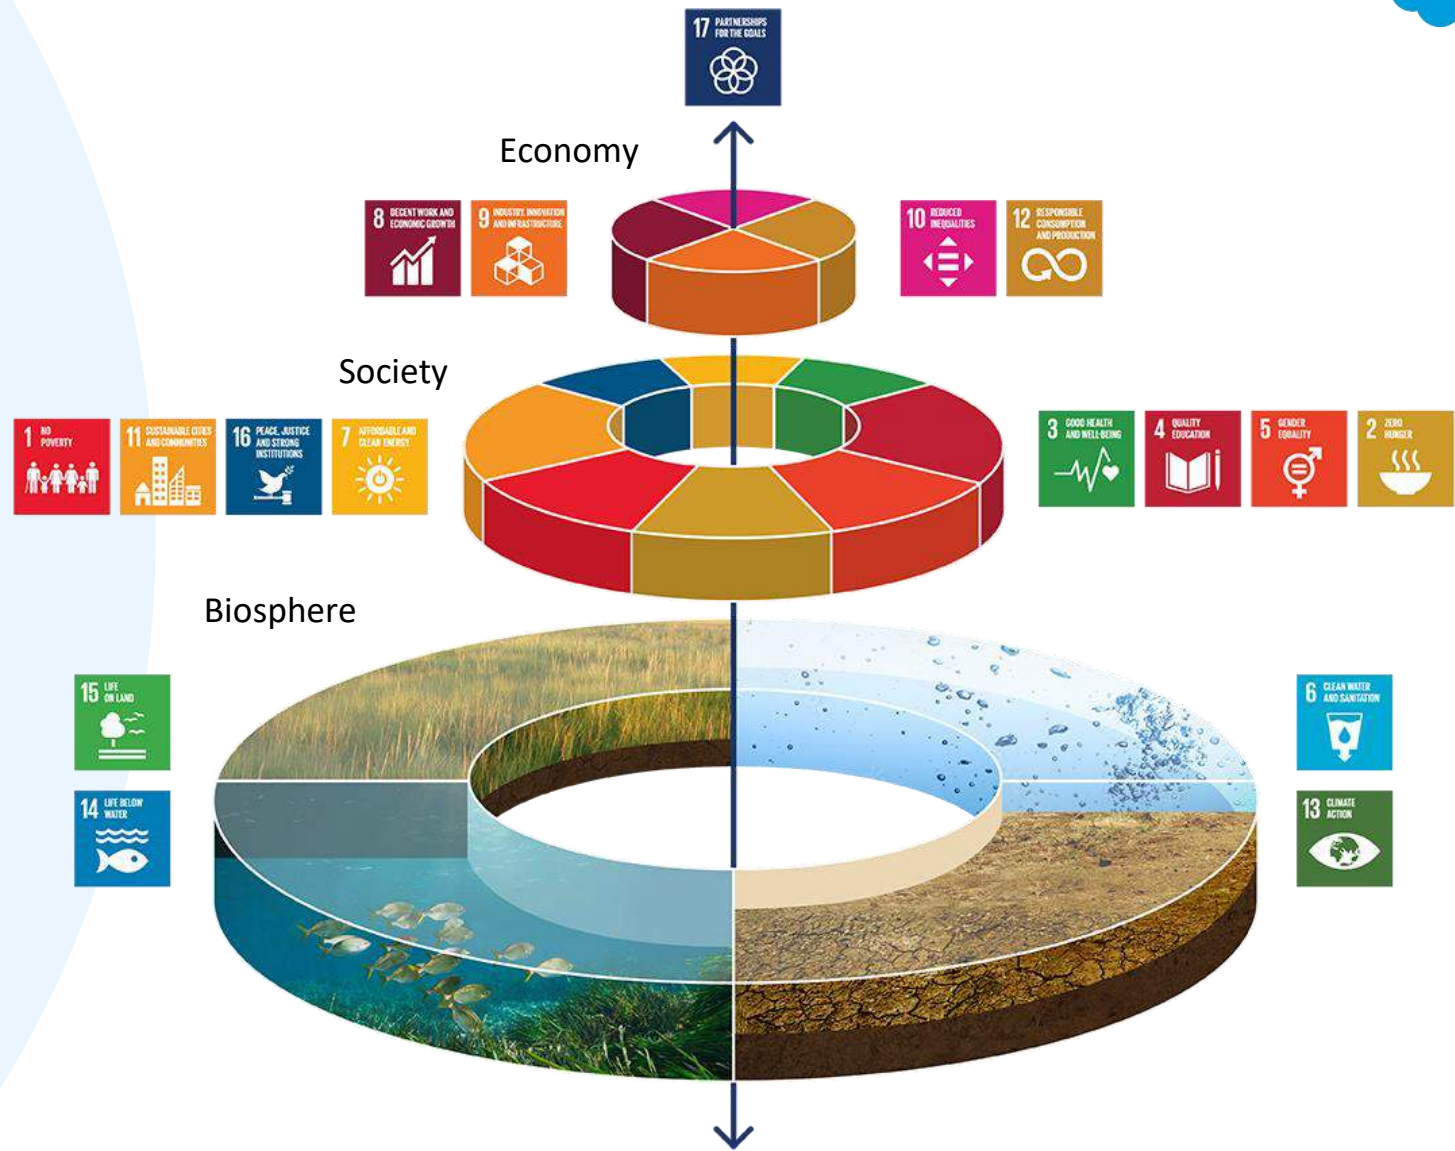 17 PARTNERSHIPS
FOR THE GOALS
Economy
8 DECENT WORK AND
ECONOMIC GROWTH
9 INDUSTRY, INNOVATION
AND INFRASTRUCTURE
10 REDUCED
INEQUALITIES
12 RESPONSIBLE
CONSUMPTION
AND PRODUCTION
Society
1 NO
POVERTY
11 SUSTAINABLE CITIES
AND COMMUNITIES
16 PEACE, JUSTICE
AND STRONG
INSTITUTIONS
7 AFFORDABLE AND
CLEAN ENERGY
3 GOOD HEALTH
AND WELL-BEING
4 QUALITY
EDUCATION
5 GENDER
EQUALITY
2 ZERO
HUNGER
Biosphere
15 LIFE
ON LAND
6 CLEAN WATER
AND SANITATION
14 LIFE BELOW
WATER
13 CLIMATE
ACTION